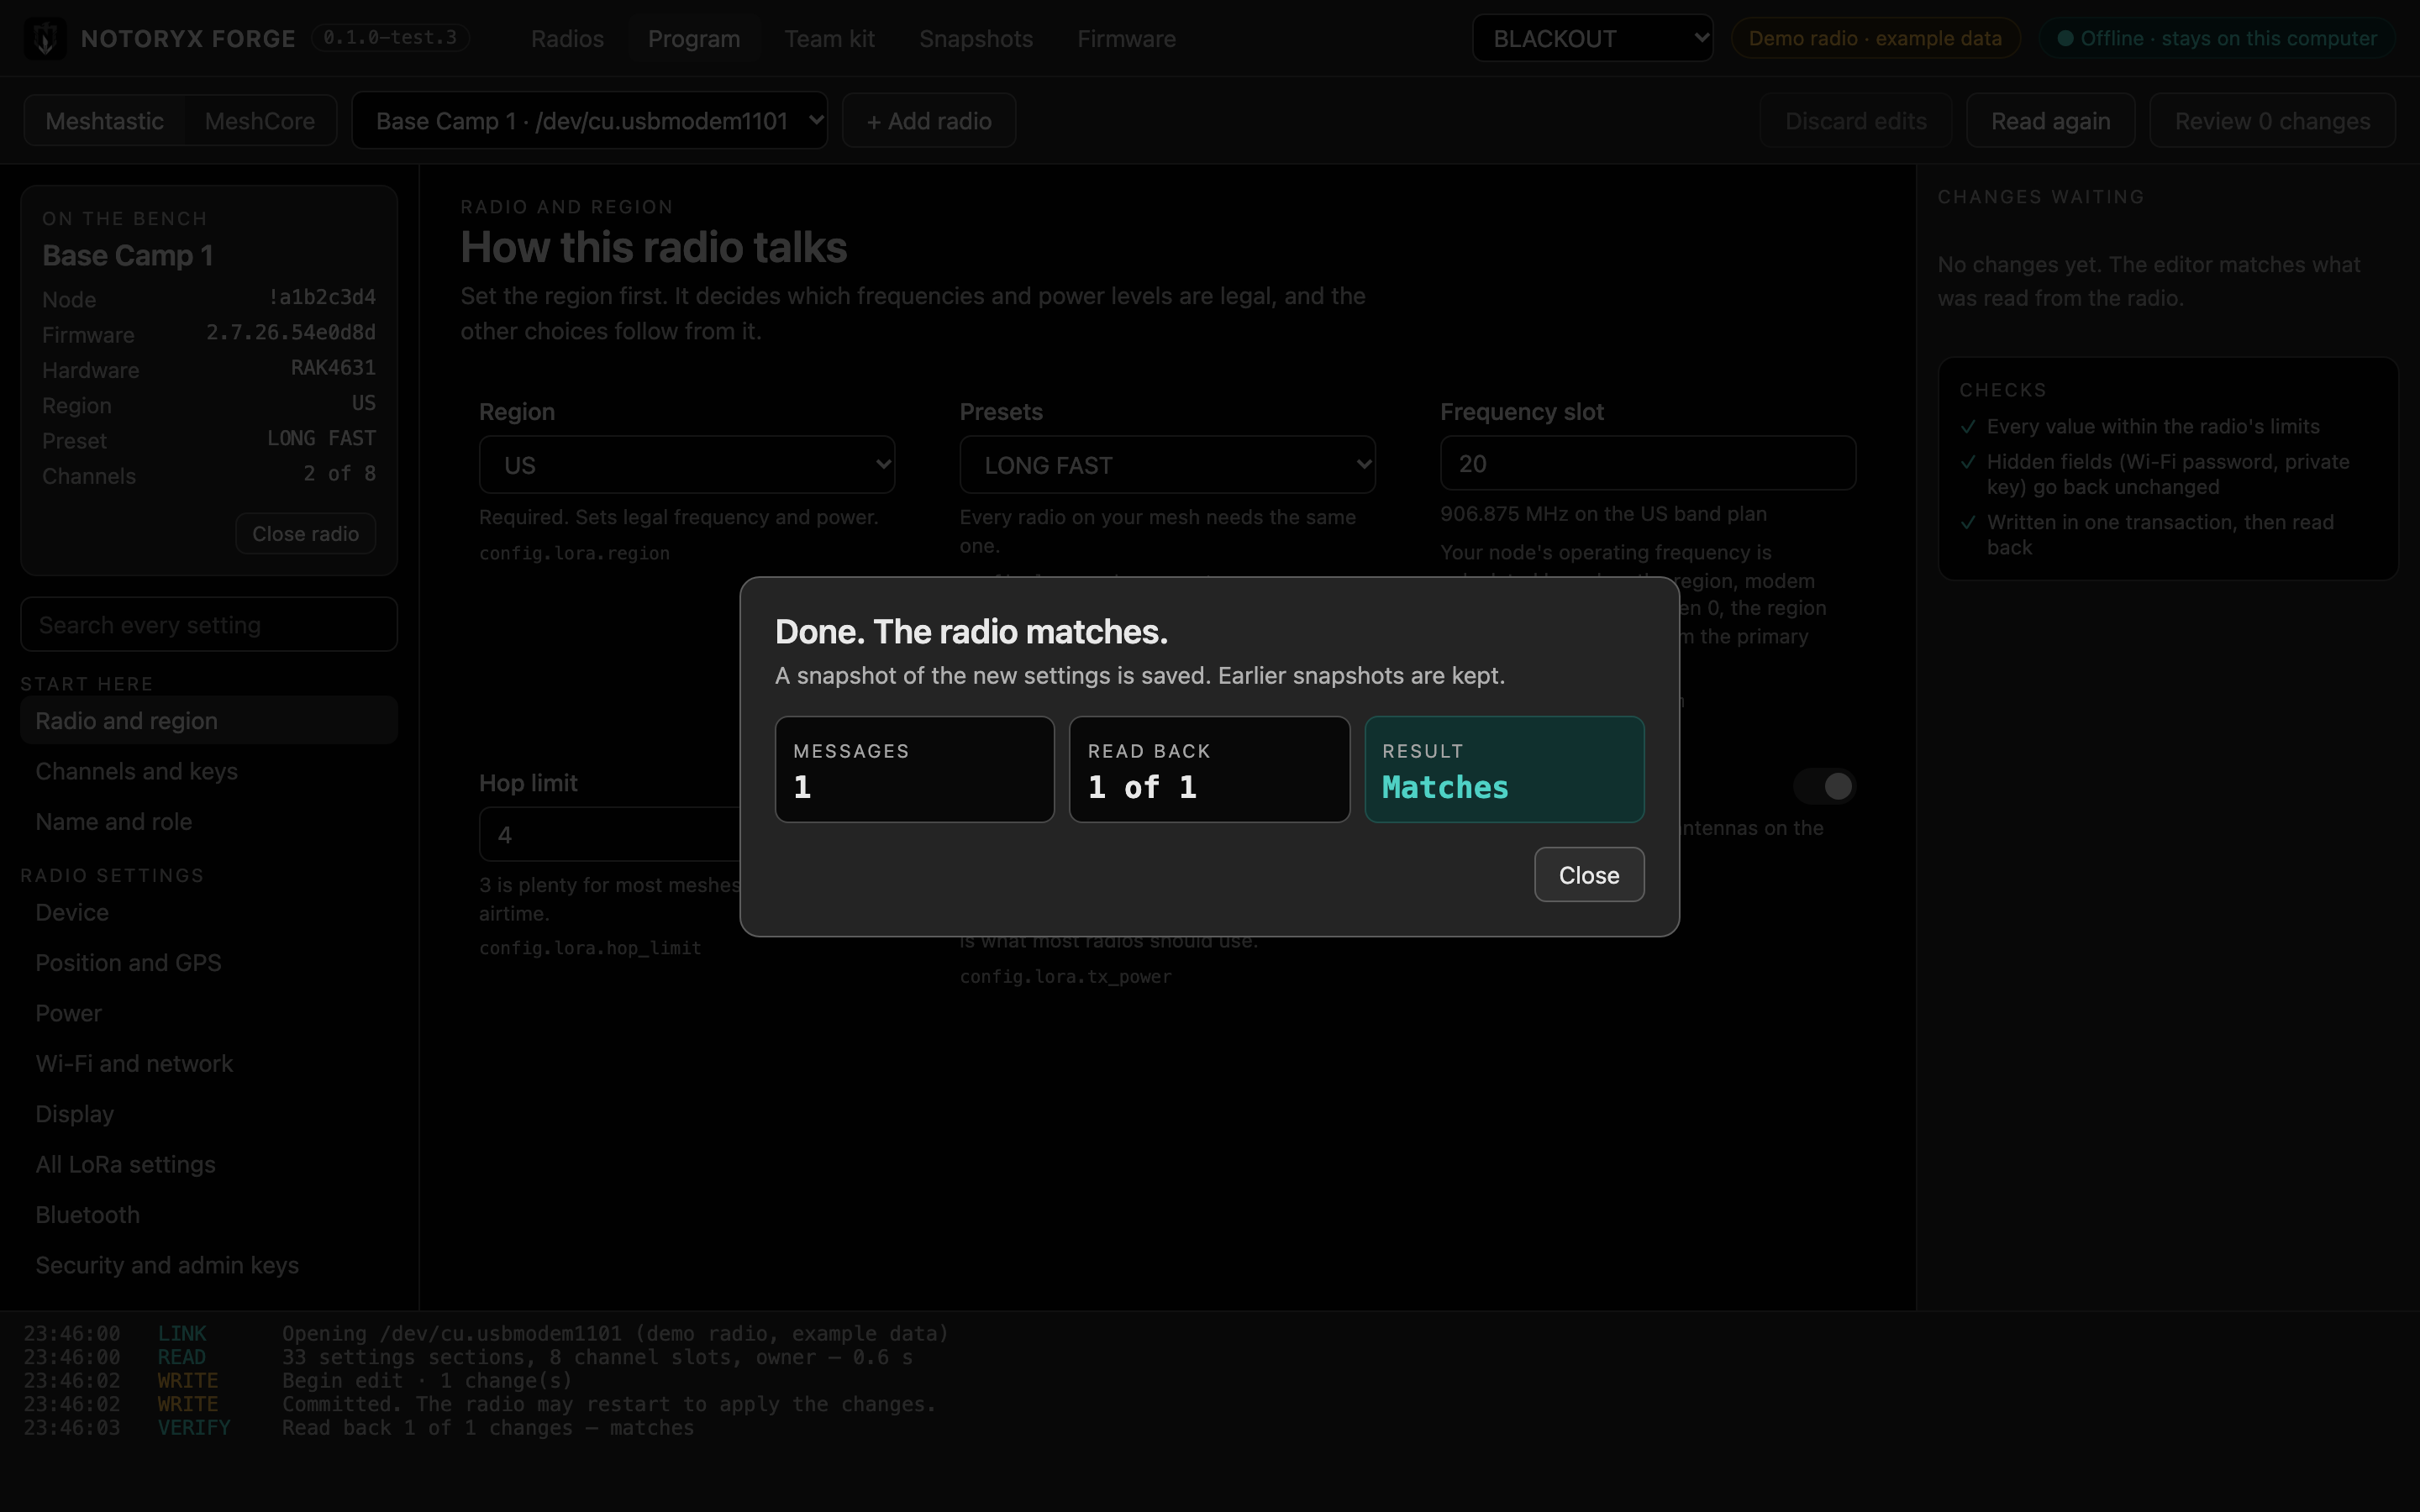 NOTORYX FORGE 0.1.0-test.3 Radios Program Team kit Snapshots Firmware BLACKOUT Demo radio · example data Offline · stays on this computer
Meshtastic MeshCore Base Camp 1 · /dev/cu.usbmodem1101 + Add radio Discard edits Read again Review 0 changes
ON THE BENCH
Base Camp 1
Node !a1b2c3d4
Firmware 2.7.26.54e0d8d
Hardware RAK4631
Region US
Preset LONG FAST
Channels 2 of 8
Close radio
Search every setting
START HERE
Radio and region
Channels and keys
Name and role
RADIO SETTINGS
Device
Position and GPS
Power
Wi-Fi and network
Display
All LoRa settings
Bluetooth
Security and admin keys
RADIO AND REGION
How this radio talks
Set the region first. It decides which frequencies and power levels are legal, and the
other choices follow from it.
Region
US
Required. Sets legal frequency and power.
config.lora.region
Presets
LONG FAST
Every radio on your mesh needs the same
one.
Frequency slot
20
906.875 MHz on the US band plan
Your node's operating frequency is
region, modem
0, the region
the primary
Hop limit
4
3 is plenty for most meshes
airtime.
config.lora.hop_limit
is what most radios should use.
config.lora.tx_power
on the
Done. The radio matches.
A snapshot of the new settings is saved. Earlier snapshots are kept.
MESSAGES
1
READ BACK
1 of 1
RESULT
Matches
Close
CHANGES WAITING
No changes yet. The editor matches what
was read from the radio.
CHECKS
✓ Every value within the radio's limits
✓ Hidden fields (Wi-Fi password, private
key) go back unchanged
✓ Written in one transaction, then read
back
23:46:00 LINK Opening /dev/cu.usbmodem1101 (demo radio, example data)
23:46:00 READ 33 settings sections, 8 channel slots, owner — 0.6 s
23:46:02 WRITE Begin edit · 1 change(s)
23:46:02 WRITE Committed. The radio may restart to apply the changes.
23:46:03 VERIFY Read back 1 of 1 changes — matches